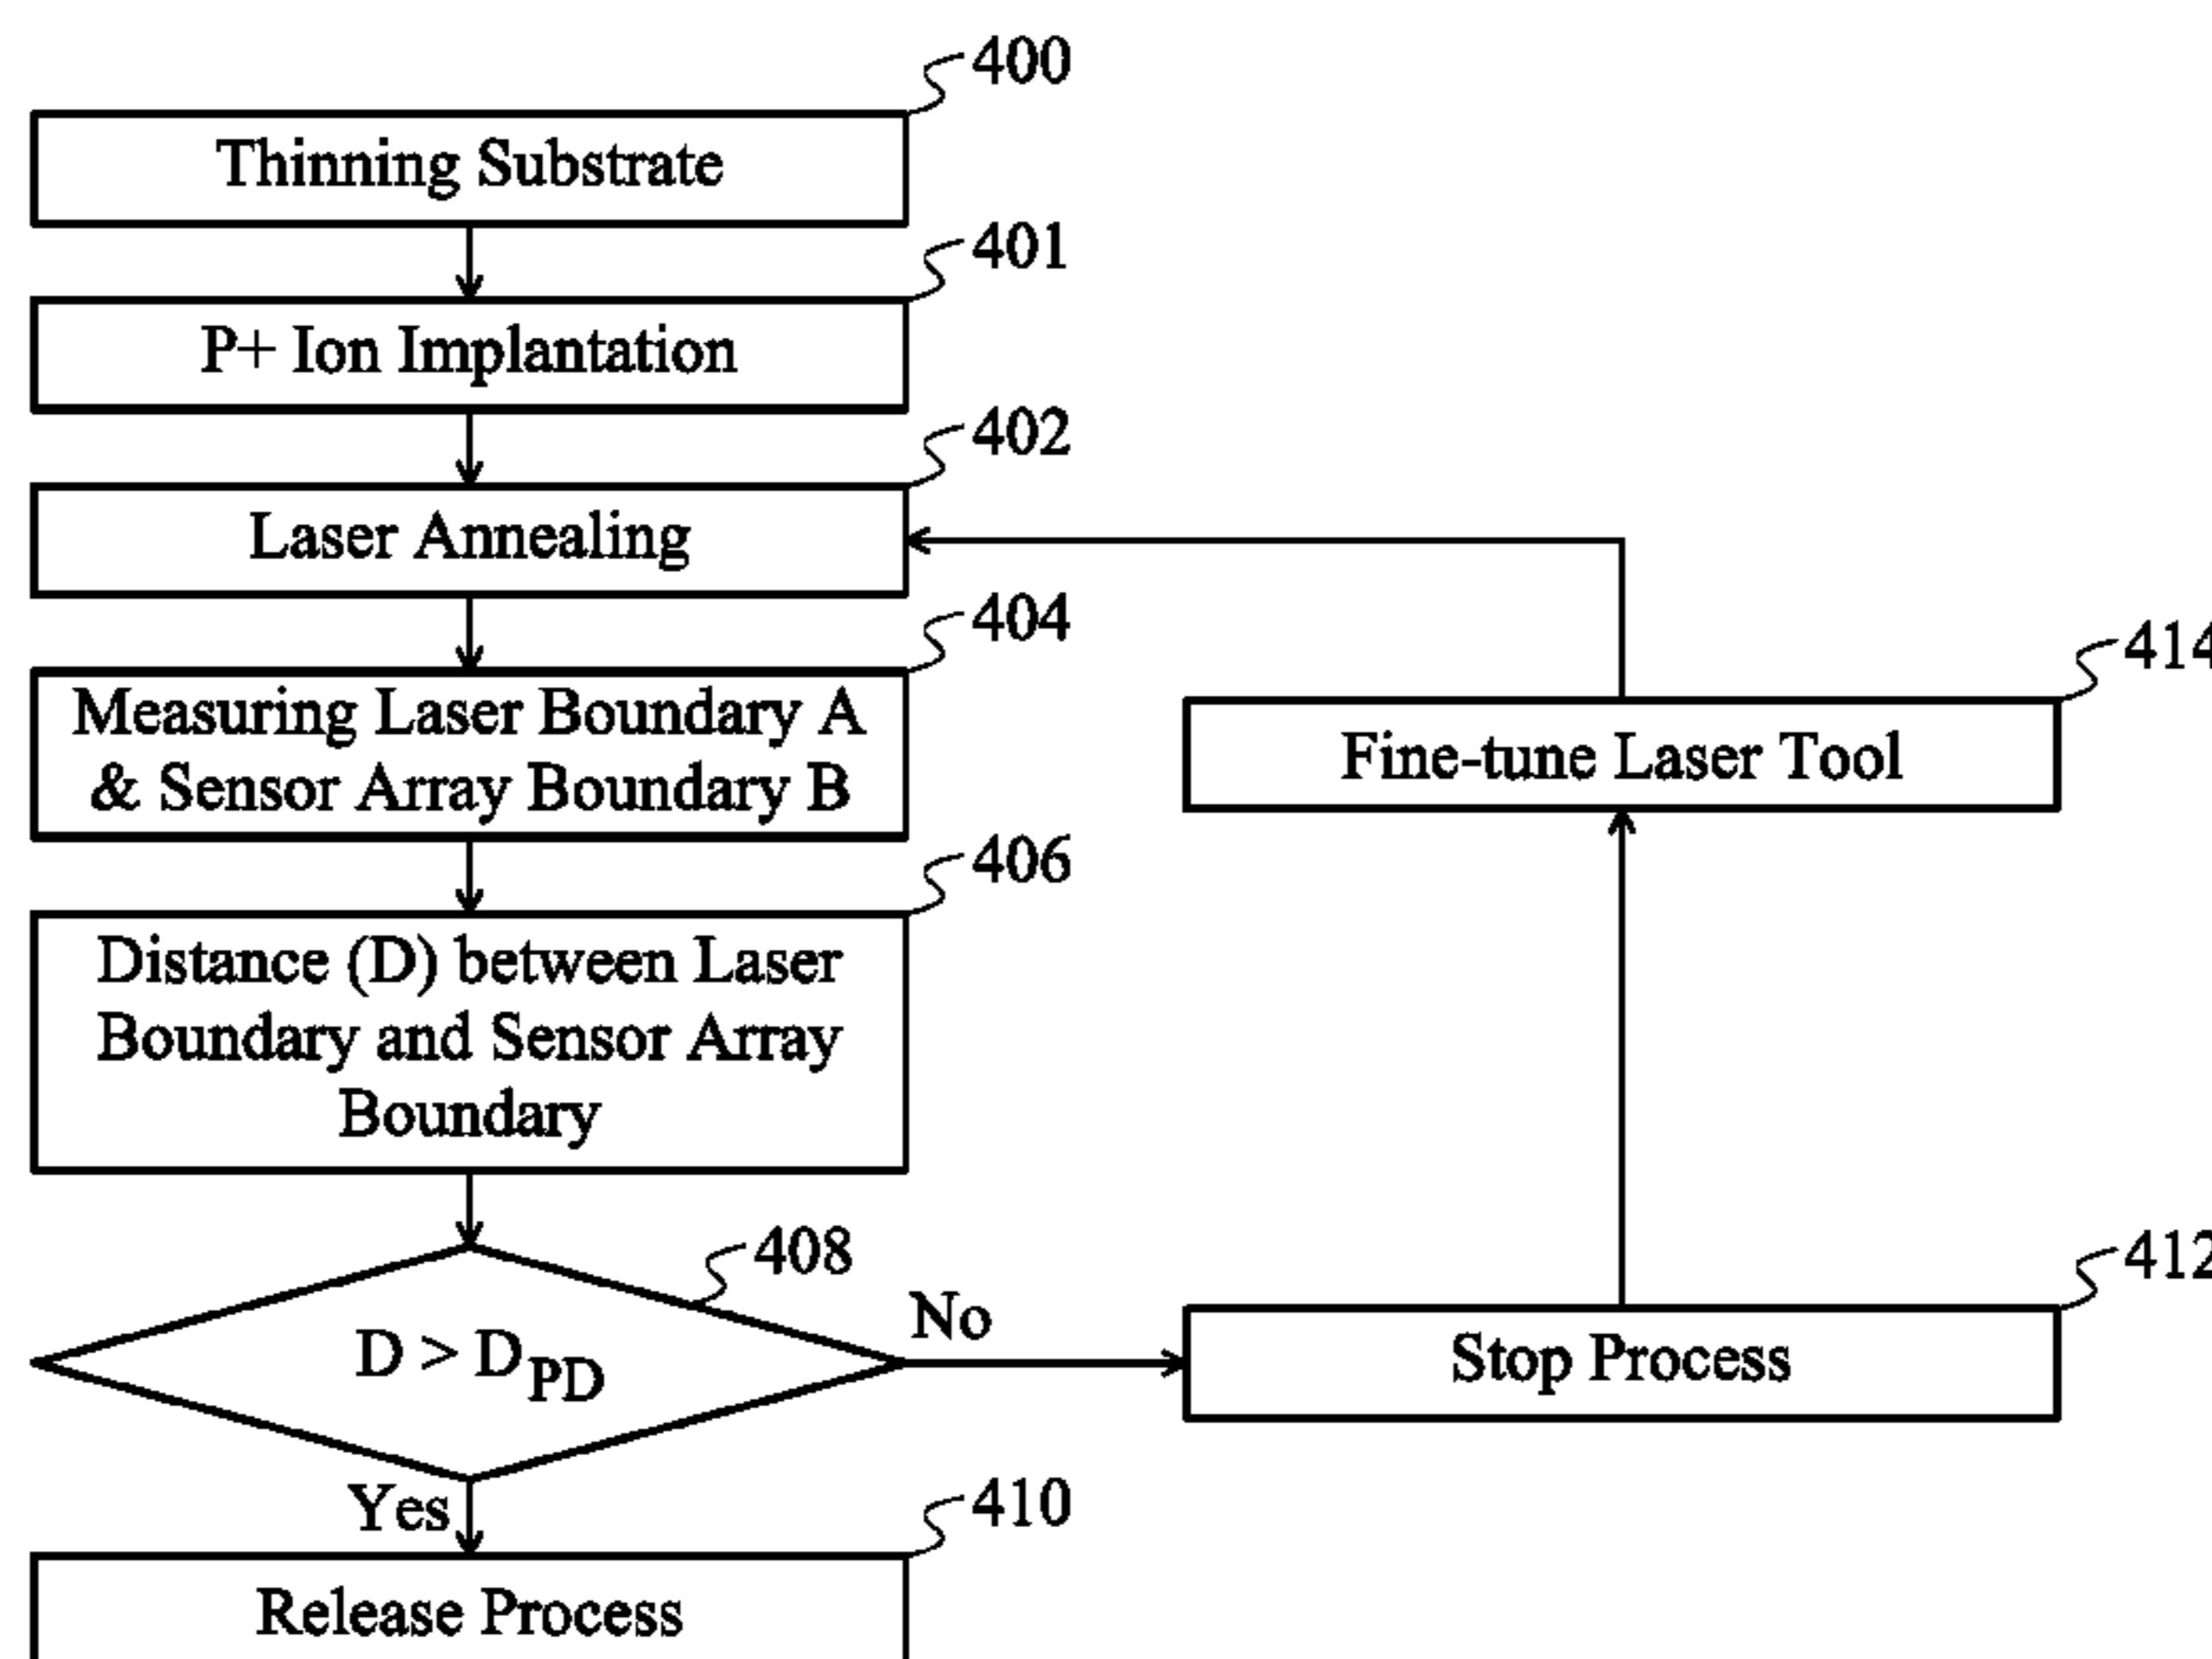 400
Thinning Substrate
401
P+ Ion Implantation
402
Laser Annealing
404
Measuring Laser Boundary A
& Sensor Array Boundary B
406
Distance (D) between Laser
Boundary and Sensor Array
Boundary
408
D > DPD
No
Yes
410
Release Process
412
Stop Process
414
Fine-tune Laser Tool